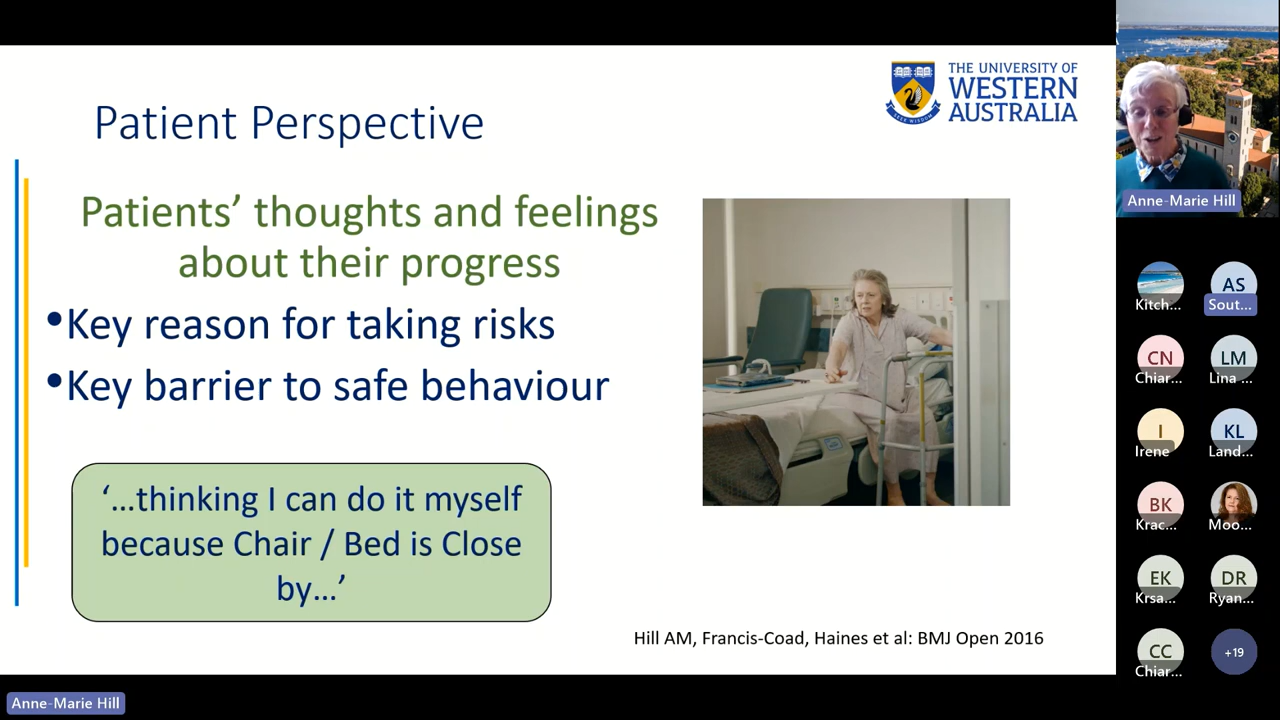 THE UNIVERSITY OF
WESTERN
AUSTRALIA
Patient Perspective
Patients’ thoughts and feelings
about their progress
•Key reason for taking risks
•Key barrier to safe behaviour
‘...thinking I can do it myself
because Chair / Bed is Close
by...’
Hill AM, Francis-Coad, Haines et al: BMJ Open 2016
Anne-Marie Hill
Anne-Marie Hill
Kitch...
AS
Sout...
CN
Chiar...
LM
Lina ...
I
Irene
KL
Land...
BK
Krac...
Moo...
EK
Krsa...
DR
Ryan...
CC
Chiar...
+19